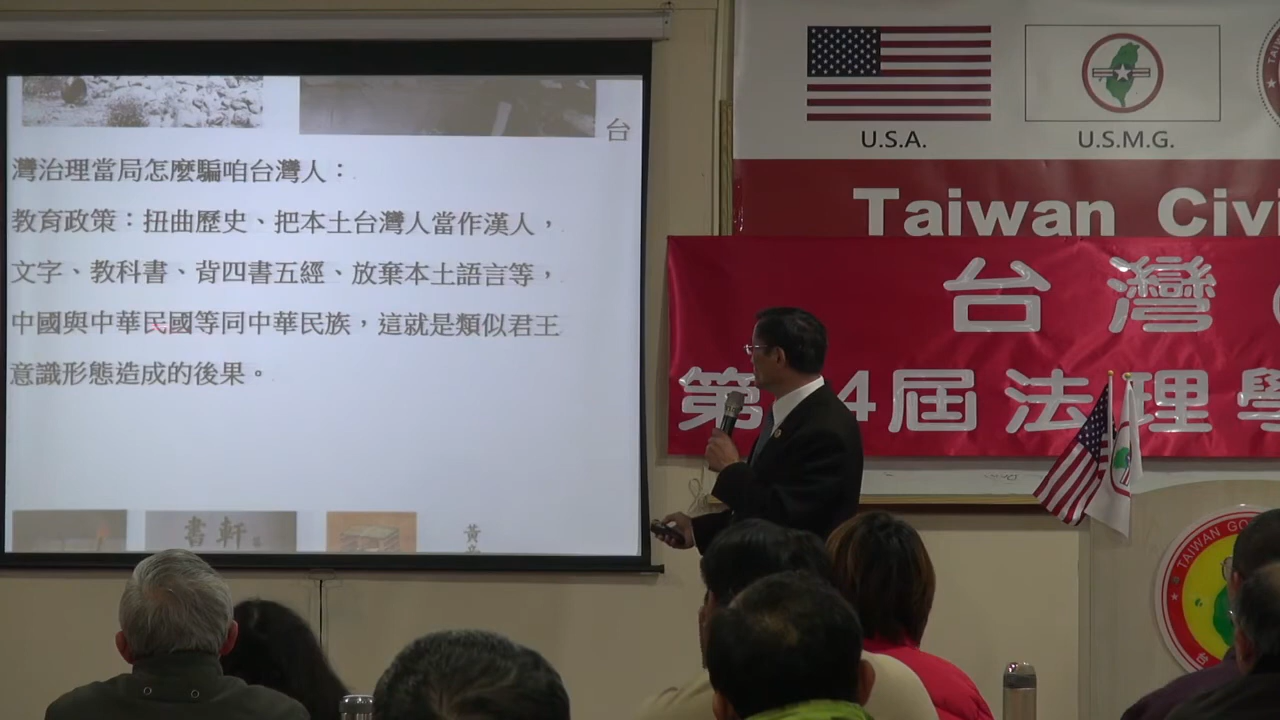 台
灣治理當局怎麼騙咱台灣人：
教育政策：扭曲歷史、把本土台灣人當作漢人，
文字、教科書、背四書五經、放棄本土語言等，
中國與中華民國等同中華民族，這就是類似君王
意識形態造成的後果。
書軒
黃
U.S.A.
U.S.M.G.
Taiwan Civi
台灣
第 4屆法理學
TAIWAN GO